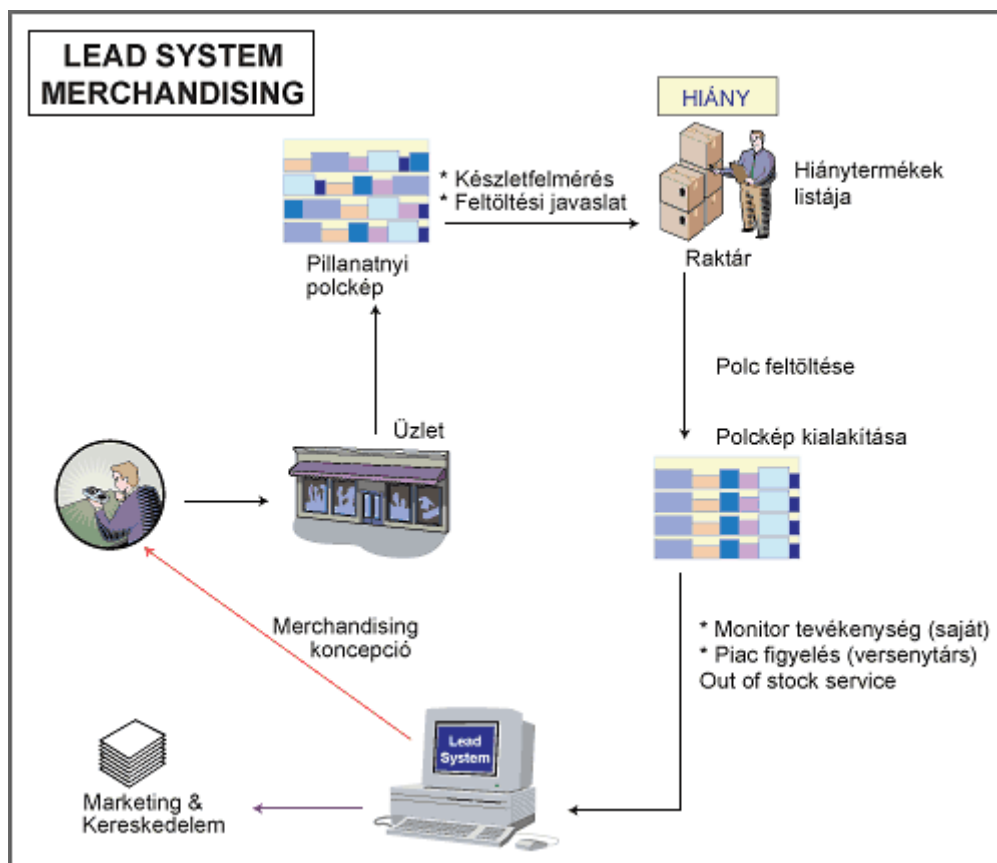 LEAD SYSTEM
MERCHANDISING
HIÁNY
* Készletfelmérés
* Feltöltési javaslat
Hiánytermékek
listája
Pillanatnyi
polckép
Raktár
Polc feltöltése
Üzlet
Polckép kialakítása
Merchandising
koncepció
* Monitor tevékenység (saját)
* Piac figyelés (versenytárs)
Out of stock service
Lead
System
Marketing &
Kereskedelem